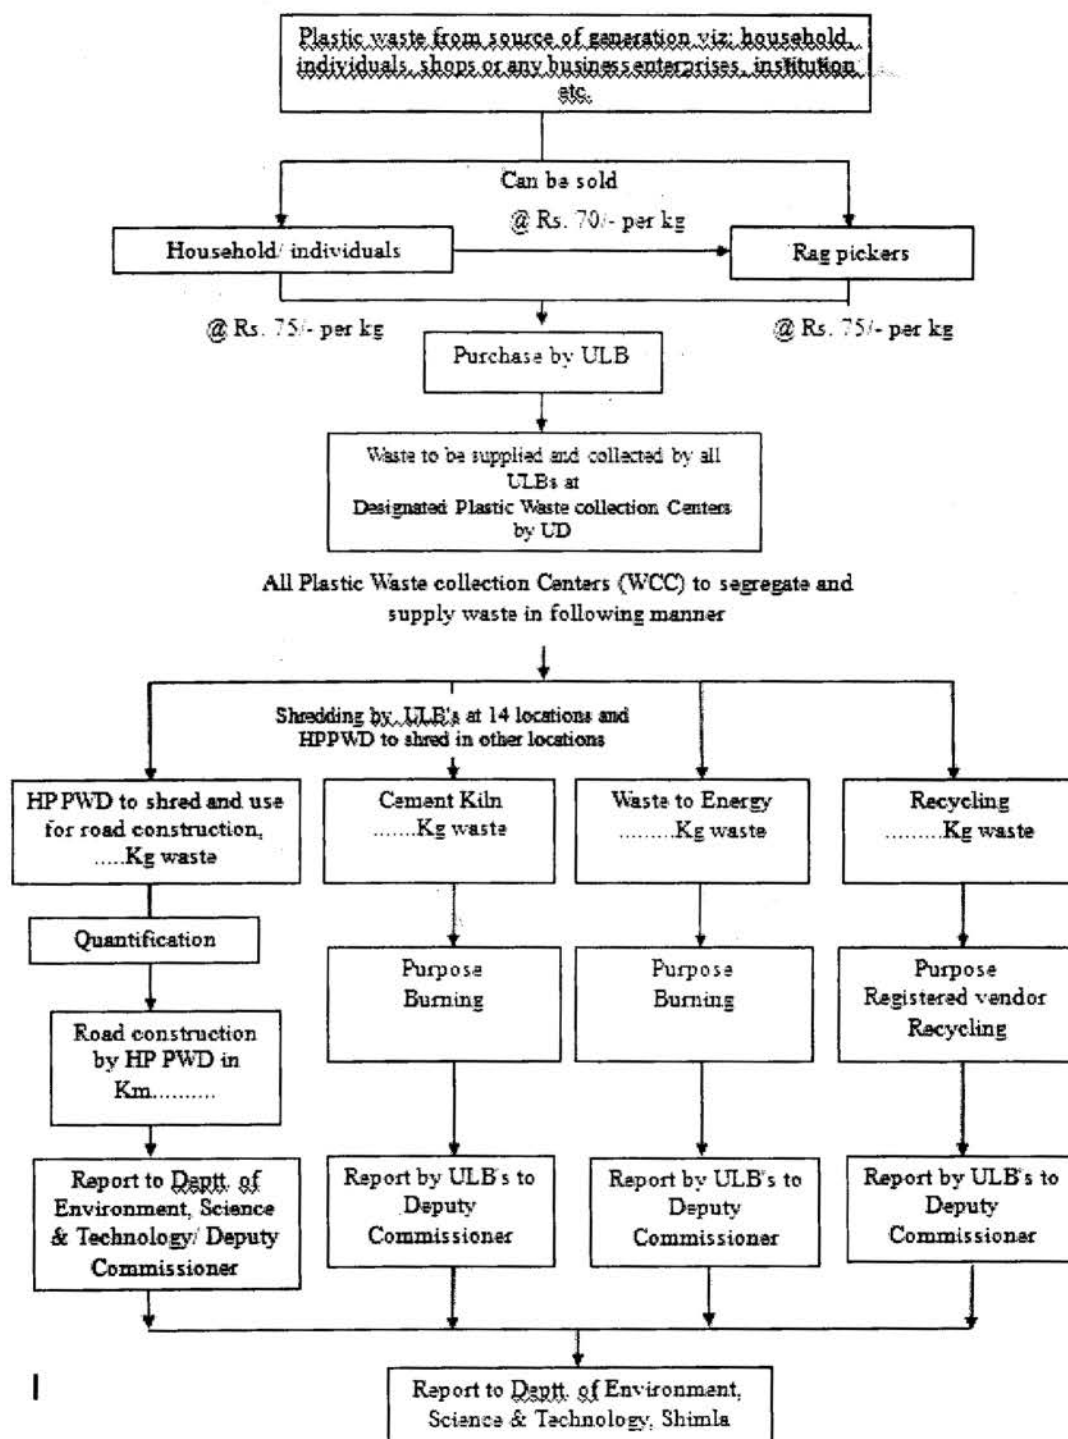 Plastic waste from source of generation viz: household,
individuals, shops or any business enterprises, institution
etc.
Can be sold
@ Rs. 70/- per kg
Household/ individuals
Rag pickers
@ Rs. 75/- per kg
@ Rs. 75/- per kg
Purchase by ULB
Waste to be supplied and collected by all
ULBs at
Designated Plastic Waste collection Centers
by UD
All Plastic Waste collection Centers (WCC) to segregate and
supply waste in following manner
Shredding by ULB's at 14 locations and
HPPWD to shred in other locations
HP PWD to shred and use
for road construction,
.....Kg waste
Cement Kiln
.......Kg waste
Waste to Energy
.........Kg waste
Recycling
.........Kg waste
Quantification
Purpose
Burning
Purpose
Burning
Purpose
Registered vendor
Recycling
Road construction
by HP PWD in
Km..........
Report to Deptt. of
Environment, Science
& Technology/ Deputy
Commissioner
Report by ULB's to
Deputy
Commissioner
Report by ULB's to
Deputy
Commissioner
Report by ULB's to
Deputy
Commissioner
Report to Deptt. of Environment,
Science & Technology, Shimla